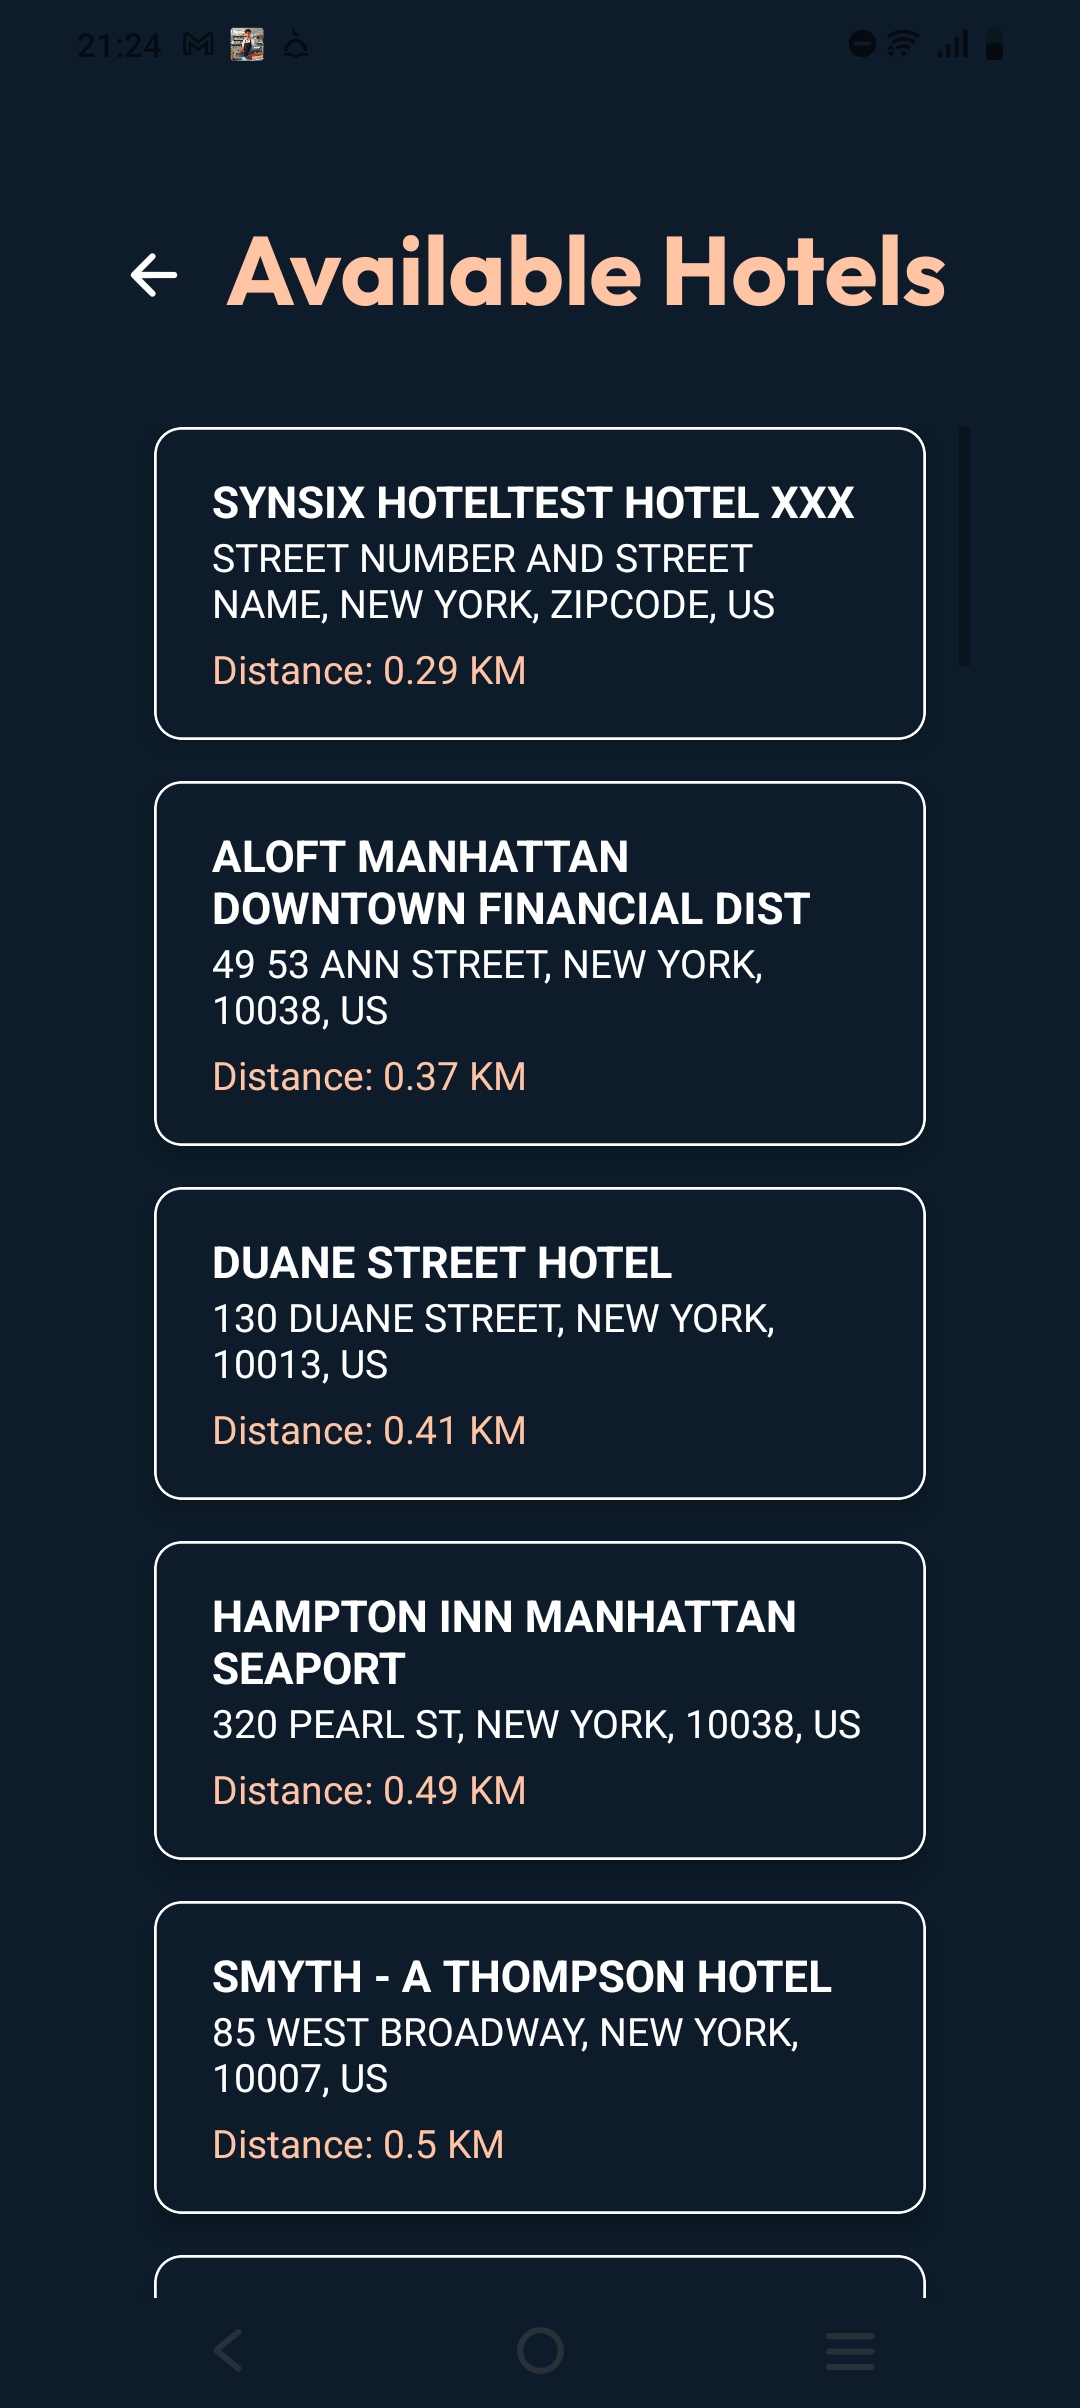 21:24
Available Hotels
SYNSIX HOTELTEST HOTEL XXX
STREET NUMBER AND STREET
NAME, NEW YORK, ZIPCODE, US
Distance: 0.29 KM
ALOFT MANHATTAN
DOWNTOWN FINANCIAL DIST
49 53 ANN STREET, NEW YORK,
10038, US
Distance: 0.37 KM
DUANE STREET HOTEL
130 DUANE STREET, NEW YORK,
10013, US
Distance: 0.41 KM
HAMPTON INN MANHATTAN
SEAPORT
320 PEARL ST, NEW YORK, 10038, US
Distance: 0.49 KM
SMYTH - A THOMPSON HOTEL
85 WEST BROADWAY, NEW YORK,
10007, US
Distance: 0.5 KM